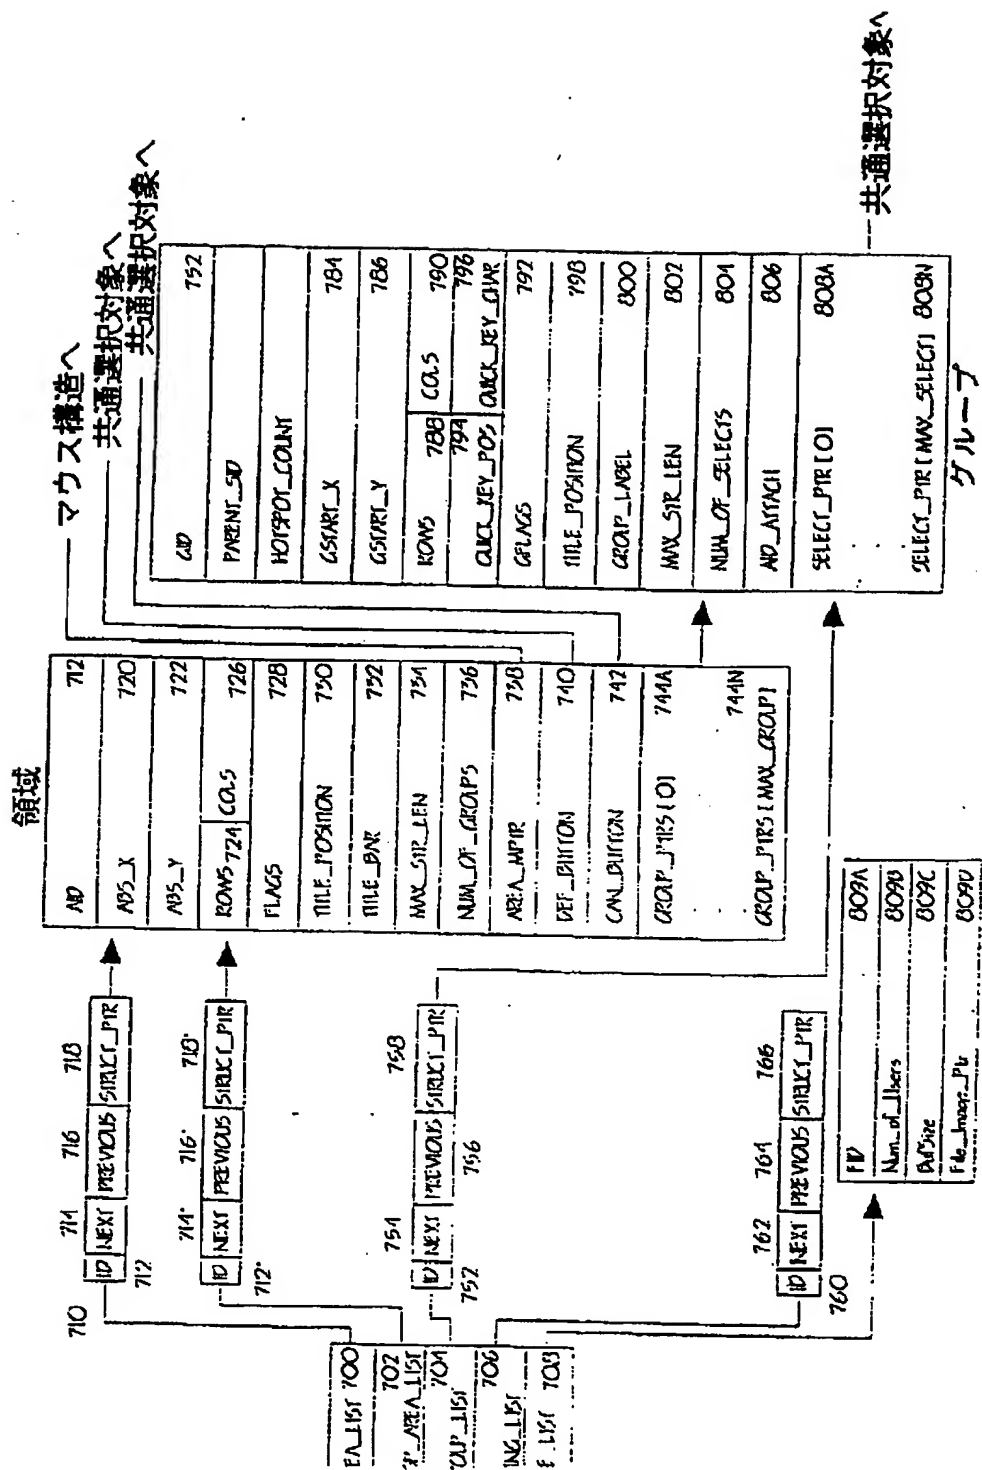 領域
AID 712
ABS_X 720
ABS_Y 722
ROWS 724 COLS 726
FLAGS 728
TITLE_POSITION 730
TITLE_BAR 732
MAX_STR_LEN 734
NUM_OF_GROUPS 736
AREA_MPTR 738
DEF_BUTTON 740
CAN_BUTTON 742
GROUP_PTRS [0] 744A
GROUP_PTRS [MAX_GROUP] 744N
マウス構造へ
共通選択対象へ
共通選択対象へ
GID 752
PARENT_SID
HOTSPOT_COUNT
GSTART_X 784
GSTART_Y 786
ROWS 788 COLS 790
QUICK_KEY_POS 794 QUICK_KEY_CHAR 796
GFLAGS 792
TITLE_POSITION 798
GROUP_LABEL 800
MAX_STR_LEN 802
NUM_OF_SELECTS 804
AID_ATTACH 806
SELECT_PTR [0] 808A
SELECT_PTR [MAX_SELECT] 808N
グループ
共通選択対象へ
710
714 716 718
ID NEXT PREVIOUS STRUCT_PTR
712
714' 716' 718'
ID NEXT PREVIOUS STRUCT_PTR
712'
754 758
ID NEXT PREVIOUS STRUCT_PTR
752 756
762 764 766
ID NEXT PREVIOUS STRUCT_PTR
760
EA_LIST 700
AREA_LIST 702
OUP_LIST 704
ING_LIST 706
E_LIST 708
FID 809A
Num_of_Users 809B
BufSize 809C
File_Image_Ptr 809D